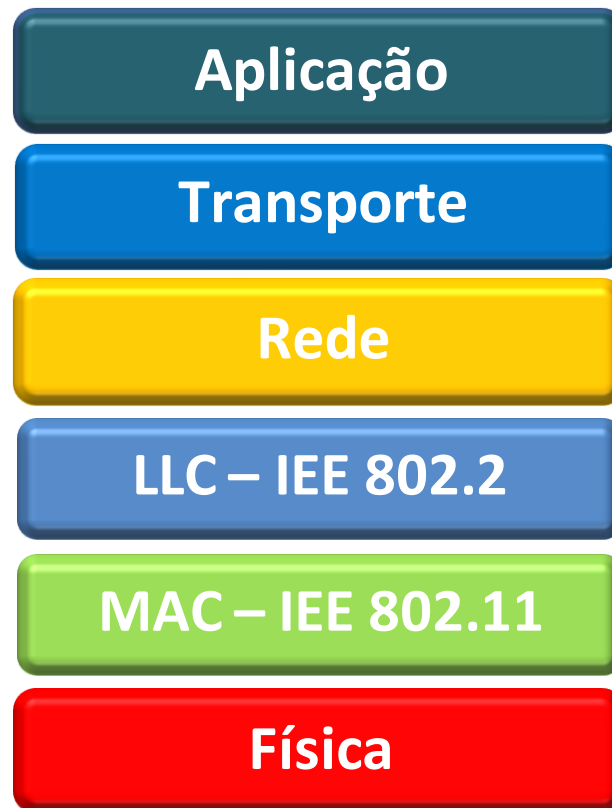 Aplicação
Transporte
Rede
LLC – IEE 802.2
MAC – IEE 802.11
Física